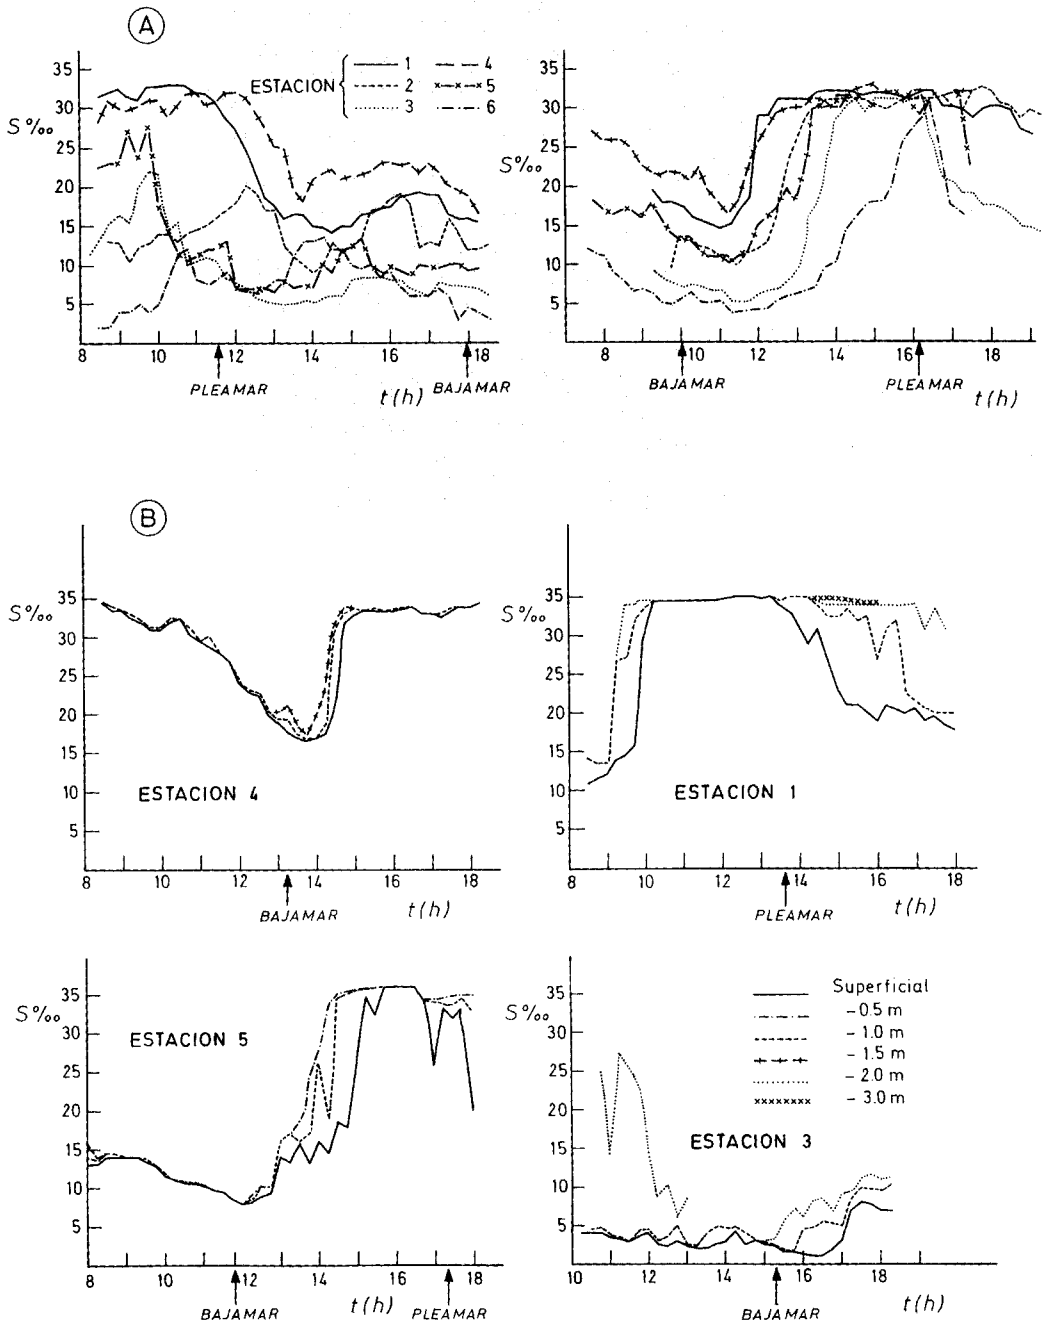 A
S‰
35
30
25
20
15
10
5
8 10 12 14 16 18
PLEAMAR BAJAMAR
t(h)
ESTACION
1
2
3
4
5
6
S‰
35
30
25
20
15
10
5
8 10 12 14 16 18
BAJAMAR PLEAMAR
t(h)
B
S‰
35
30
25
20
15
10
5
ESTACION 4
8 10 12 14 16 18
BAJAMAR
t(h)
S‰
35
30
25
20
15
10
5
ESTACION 1
8 10 12 14 16 18
PLEAMAR
t(h)
S‰
35
30
25
20
15
10
5
ESTACION 5
8 10 12 14 16 18
BAJAMAR PLEAMAR
t(h)
S‰
35
30
25
20
15
10
5
Superficial
-0.5 m
-1.0 m
-1.5 m
-2.0 m
-3.0 m
ESTACION 3
10 12 14 16 18
BAJAMAR
t(h)